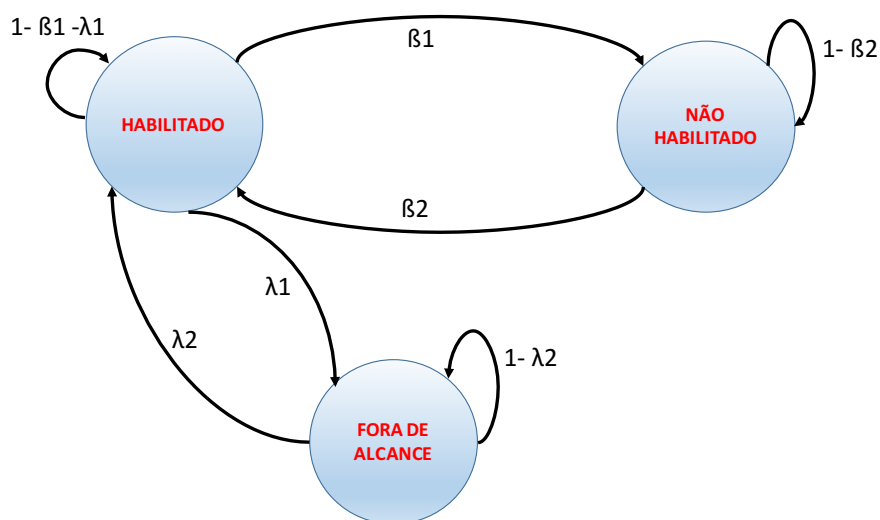 1- ß1 -λ1
ß1
1- ß2
HABILITADO
NÃO
HABILITADO
ß2
λ1
λ2
1- λ2
FORA DE
ALCANCE